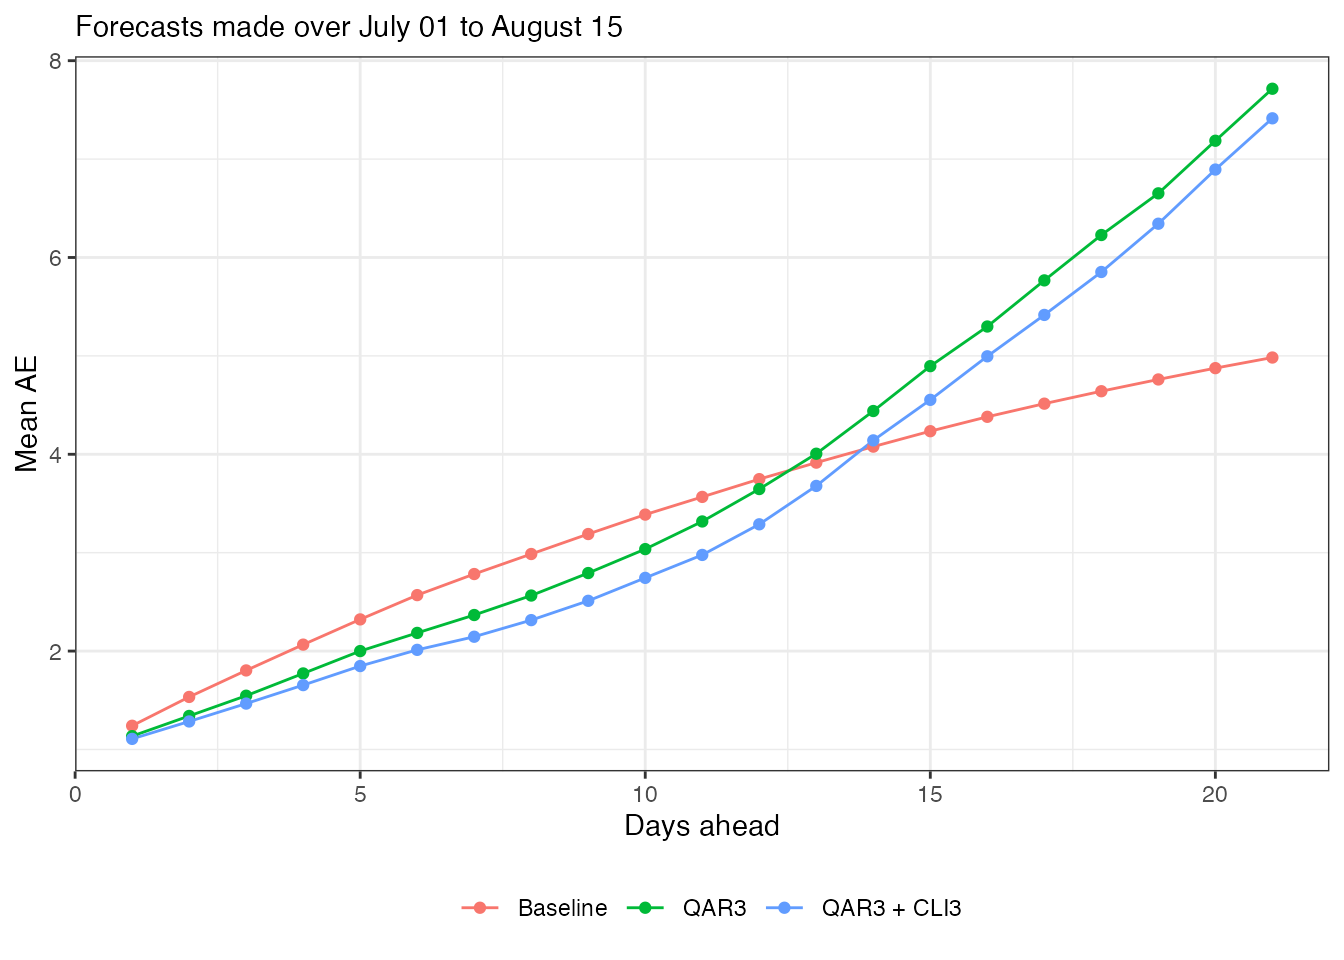 Forecasts made over July 01 to August 15
8
6
4
2
Mean AE
0 5 10 15 20
Days ahead
Baseline QAR3 QAR3 + CLI3